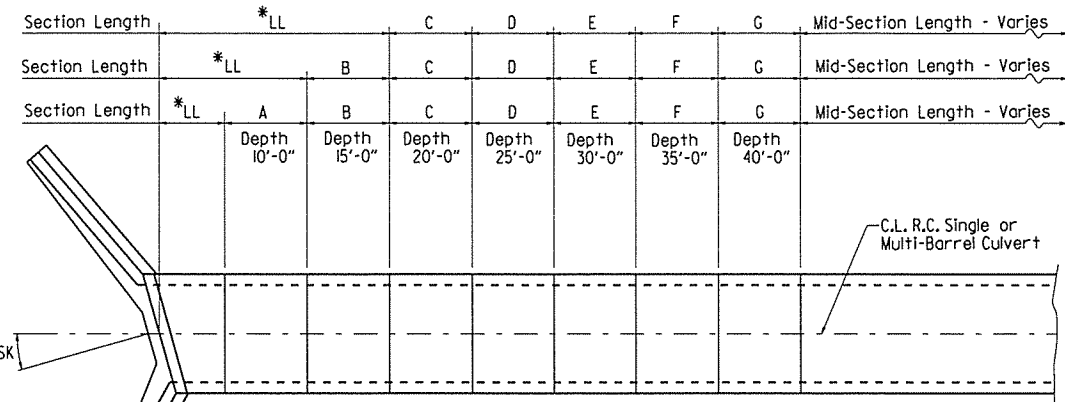 Section Length *LL C D E F G Mid-Section Length - Varies
Section Length *LL B C D E F G Mid-Section Length - Varies
Section Length *LL A B C D E F G Mid-Section Length - Varies
Depth 10'-0" Depth 15'-0" Depth 20'-0" Depth 25'-0" Depth 30'-0" Depth 35'-0" Depth 40'-0"
C.L. R.C. Single or
Multi-Barrel Culvert
SK